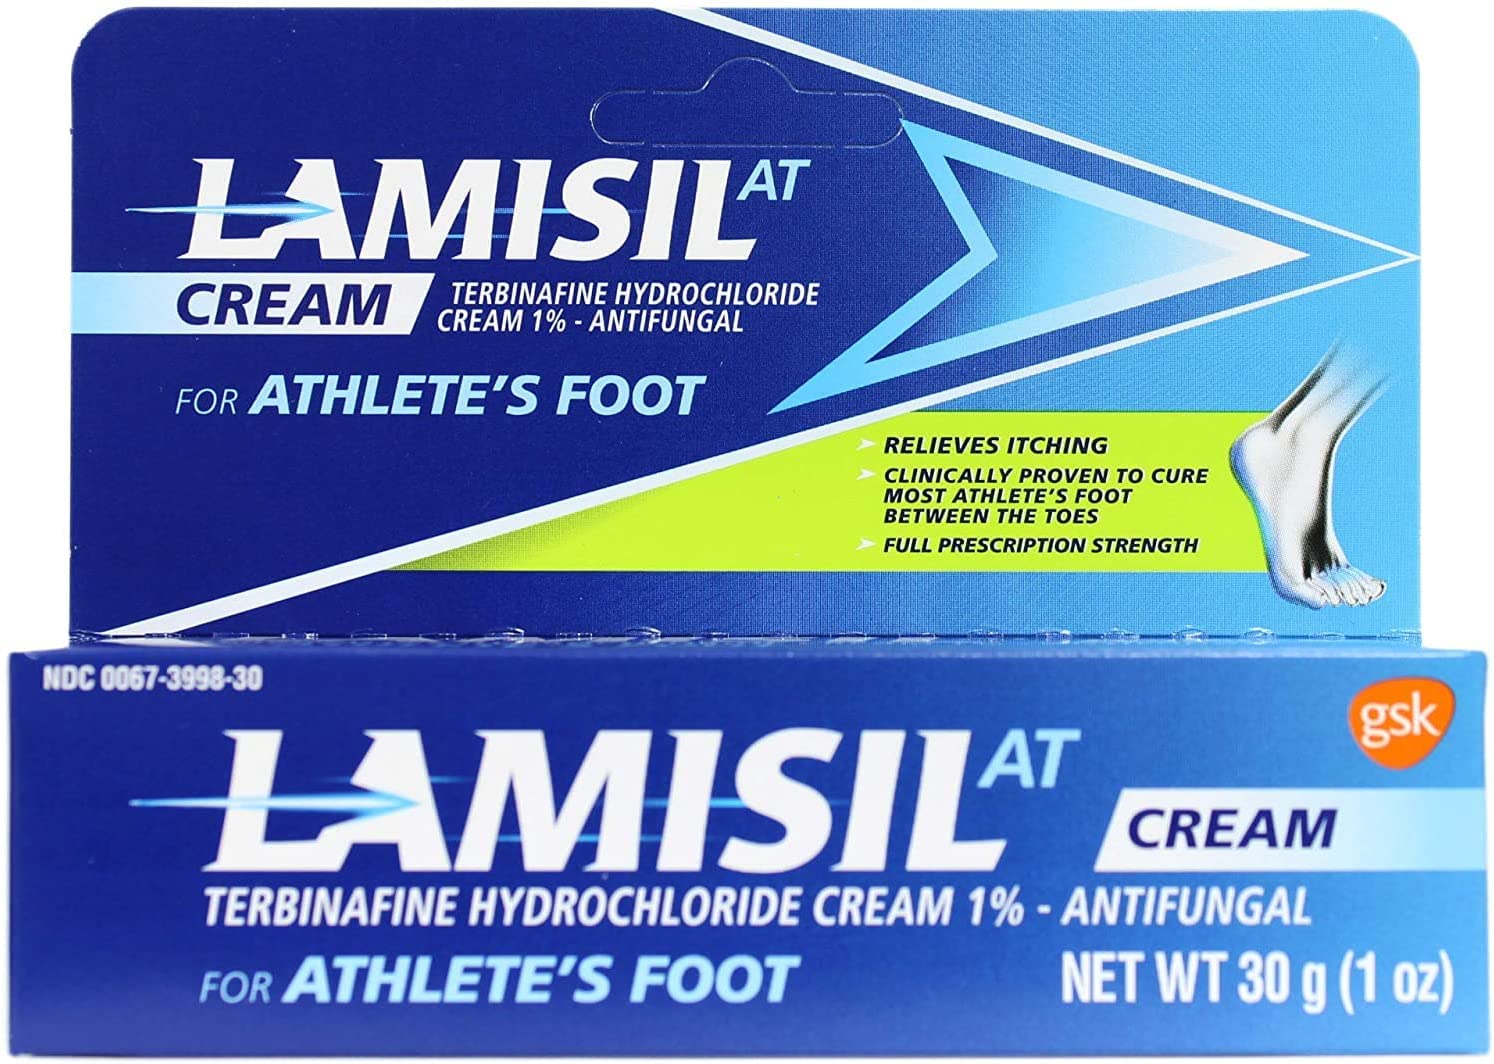 LAMISIL AT
CREAM
TERBINAFINE HYDROCHLORIDE
CREAM 1% - ANTIFUNGAL
FOR ATHLETE'S FOOT
RELIEVES ITCHING
CLINICALLY PROVEN TO CURE
MOST ATHLETE'S FOOT
BETWEEN THE TOES
FULL PRESCRIPTION STRENGTH
NDC 0067-3998-30
gsk
LAMISIL AT
CREAM
TERBINAFINE HYDROCHLORIDE CREAM 1% - ANTIFUNGAL
FOR ATHLETE'S FOOT
NET WT 30 g (1 oz)